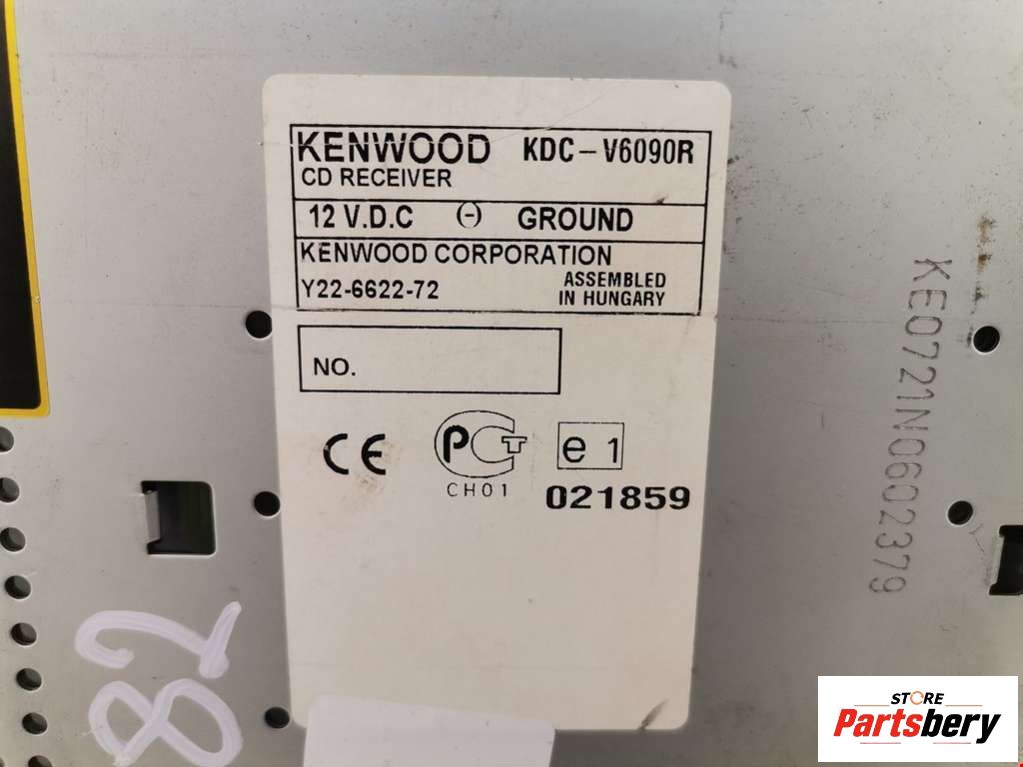 KENWOOD KDC-V6090R
CD RECEIVER
12 V.D.C (-) GROUND
KENWOOD CORPORATION
Y22-6622-72
ASSEMBLED
IN HUNGARY
NO.
CE PCT e 1
CH01
021859
KE0721N0602379
82
STORE
Partsbery